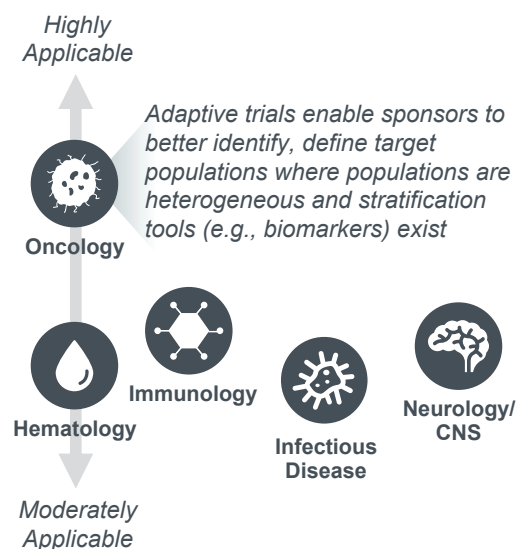 Highly
Applicable
Adaptive trials enable sponsors to
better identify, define target
populations where populations are
heterogeneous and stratification
tools (e.g., biomarkers) exist
Oncology
Immunology
Hematology
Infectious
Disease
Neurology/
CNS
Moderately
Applicable